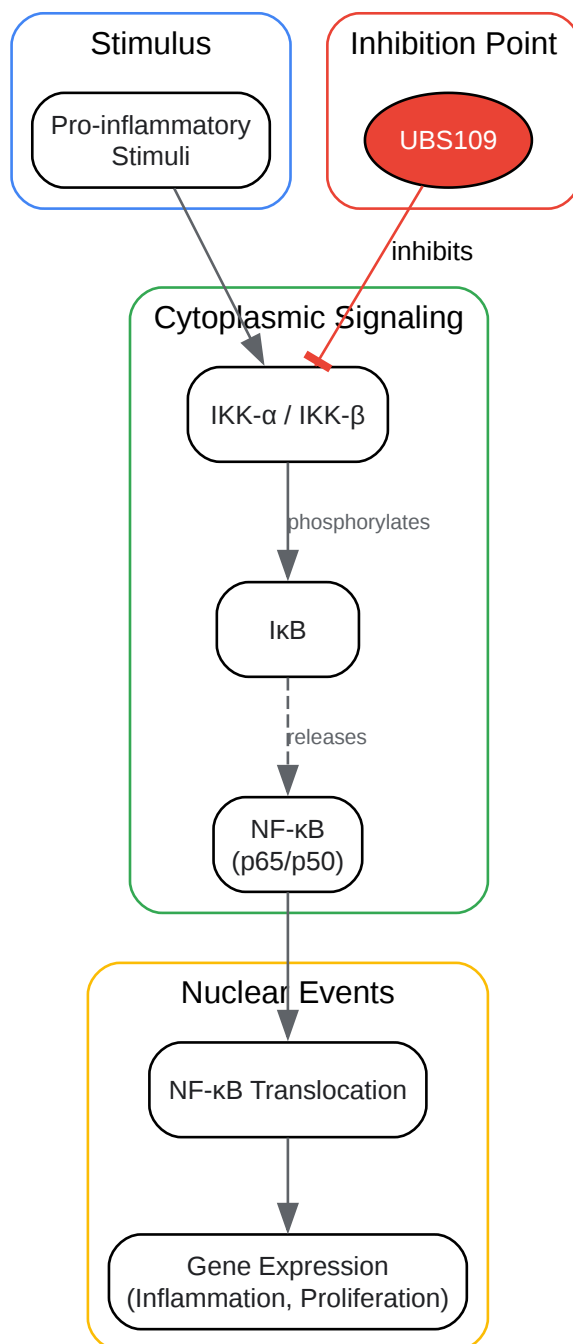 Stimulus
Inhibition Point
Pro-inflammatory
Stimuli
UBS109
inhibits
Cytoplasmic Signaling
IKK-α / IKK-β
phosphorylates
IκB
releases
NF-κB
(p65/p50)
Nuclear Events
NF-κB Translocation
Gene Expression
(Inflammation, Proliferation)